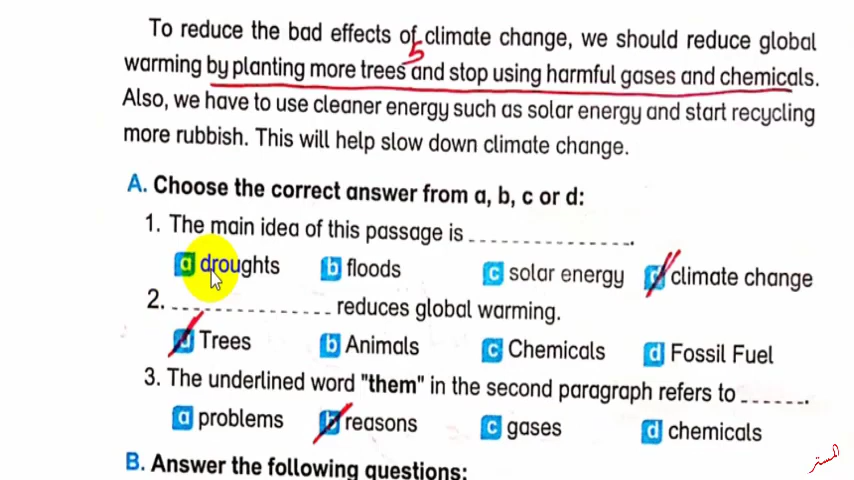 To reduce the bad effects of climate change, we should reduce global
5
warming by planting more trees and stop using harmful gases and chemicals.
Also, we have to use cleaner energy such as solar energy and start recycling
more rubbish. This will help slow down climate change.
A. Choose the correct answer from a, b, c or d:
1. The main idea of this passage is _ _ _ _ _ _ _ _ _ _ _ _ _ _.
a droughts b floods c solar energy d climate change
2. _ _ _ _ _ _ _ _ _ _ _ _ _ _ reduces global warming.
a Trees b Animals c Chemicals d Fossil Fuel
3. The underlined word "them" in the second paragraph refers to _ _ _ _ _ _.
a problems b reasons c gases d chemicals
B. Answer the following questions:
المستر